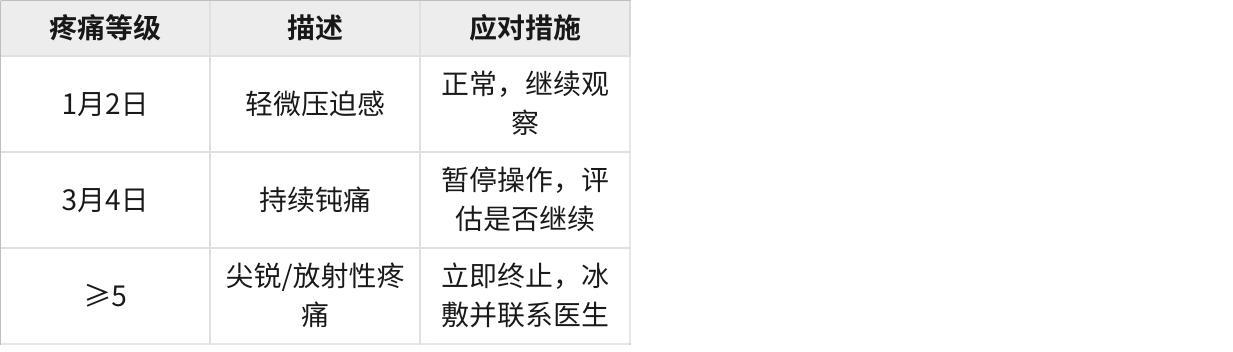 疼痛等级 描述 应对措施
1月2日 轻微压迫感 正常，继续观
察
3月4日 持续钝痛 暂停操作，评
估是否继续
⩾5 尖锐/放射性疼
痛 立即终止，冰
敷并联系医生